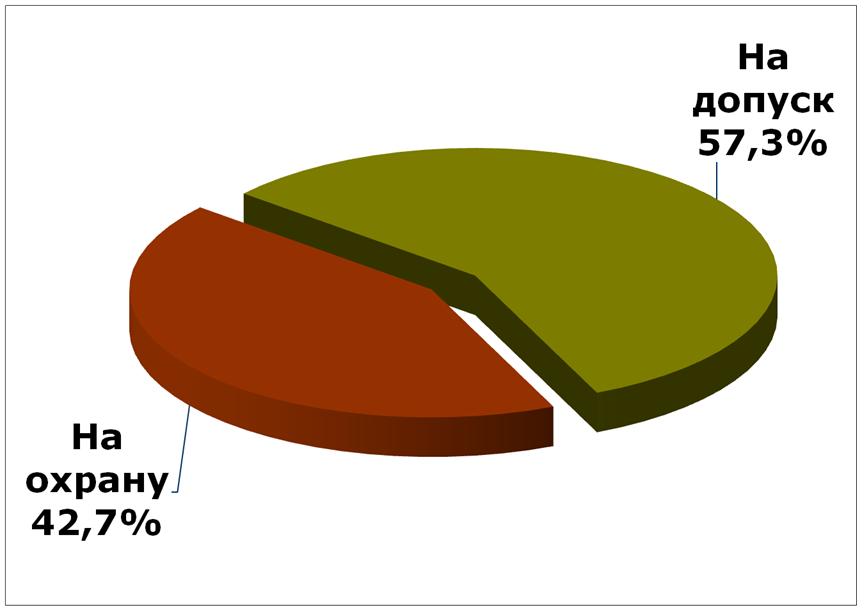 На
допуск
57,3%
На
охрану
42,7%